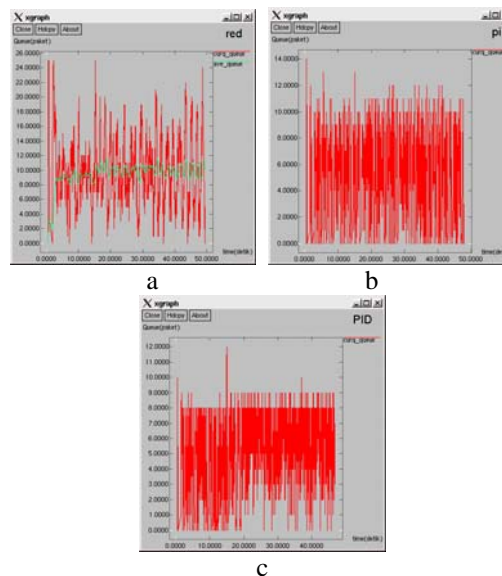 X xgraph
Close Hdcpy About
red
Queue(paket)
26.0000
24.0000
22.0000
20.0000
18.0000
16.0000
14.0000
12.0000
10.0000
8.0000
6.0000
4.0000
2.0000
0.0000
0.0000 10.0000 20.0000 30.0000 40.0000 50.0000
time(detik)
curq_queue
ave_queue
a
X xgraph
Close Hdcpy About
pi
Queue(paket)
14.0000
12.0000
10.0000
8.0000
6.0000
4.0000
2.0000
0.0000
0.0000 10.0000 20.0000 30.0000 40.0000 50.0000
time(detik)
curq_queue
b
X xgraph
Close Hdcpy About
PID
Queue(paket)
12.0000
11.0000
10.0000
9.0000
8.0000
7.0000
6.0000
5.0000
4.0000
3.0000
2.0000
1.0000
0.0000
0.0000 10.0000 20.0000 30.0000 40.0000
time(detik)
curq_queue
c